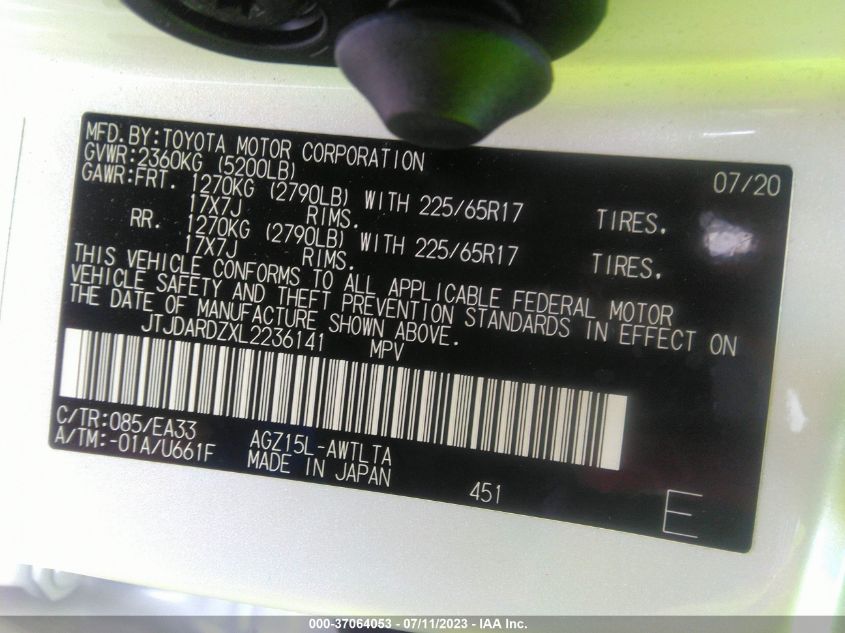 MFD.BY:TOYOTA MOTOR CORPORATION 07/20
GVWR:2360KG (5200LB)
GAWR:FRT. 1270KG (2790LB) WITH 225/65R17 TIRES.
17X7J RIMS.
RR. 1270KG (2790LB) WITH 225/65R17 TIRES.
17X7J RIMS.
THIS VEHICLE CONFORMS TO ALL APPLICABLE FEDERAL MOTOR
VEHICLE SAFETY AND THEFT PREVENTION STANDARDS IN EFFECT ON
THE DATE OF MANUFACTURE SHOWN ABOVE.
JTJDARDZXL2236141 MPV
C/TR:085/EA33 AGZ15L-AWTLTA
A/TM:-01A/U661F MADE IN JAPAN 451
E
000-37064053 - 07/11/2023 - IAA Inc.